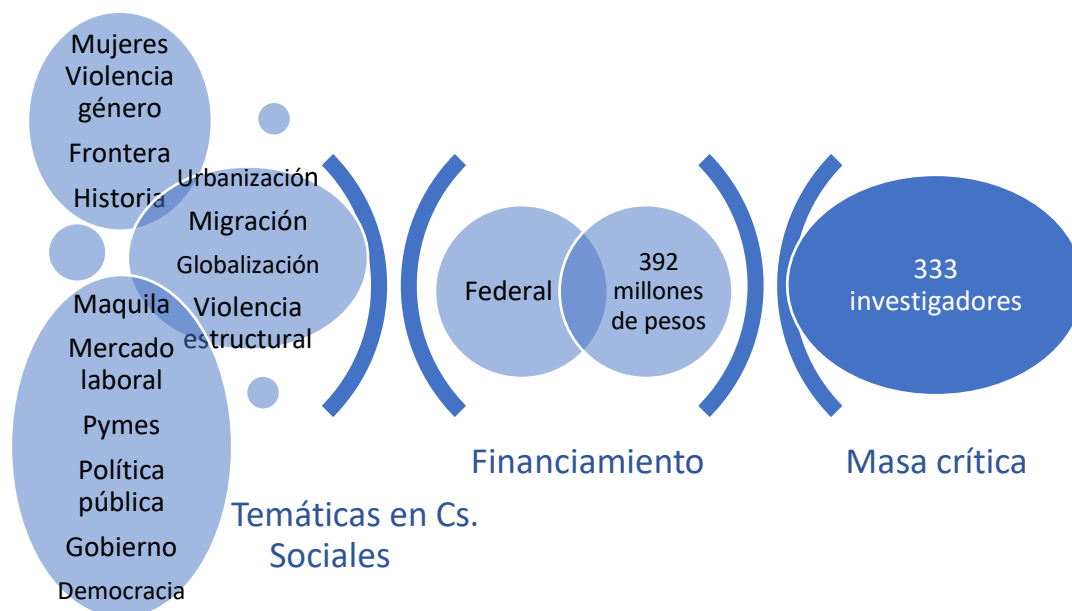 Mujeres
Violencia
género
Frontera
Historia
Urbanización
Migración
Globalización
Violencia
estructural
Maquila
Mercado
laboral
Pymes
Política
pública
Gobierno
Democracia
Temáticas en Cs.
Sociales
Federal
392
millones
de pesos
Financiamiento
333
investigadores
Masa crítica